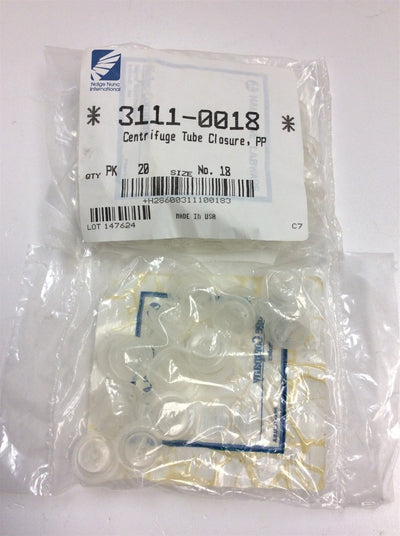 Nalge Nunc
International
* 3111-0018 *
Centrifuge Tube Closure, PP
QTY PK 20 SIZE No. 18
+H28600311100183
MADE IN USA
LOT 147624 C7
Company